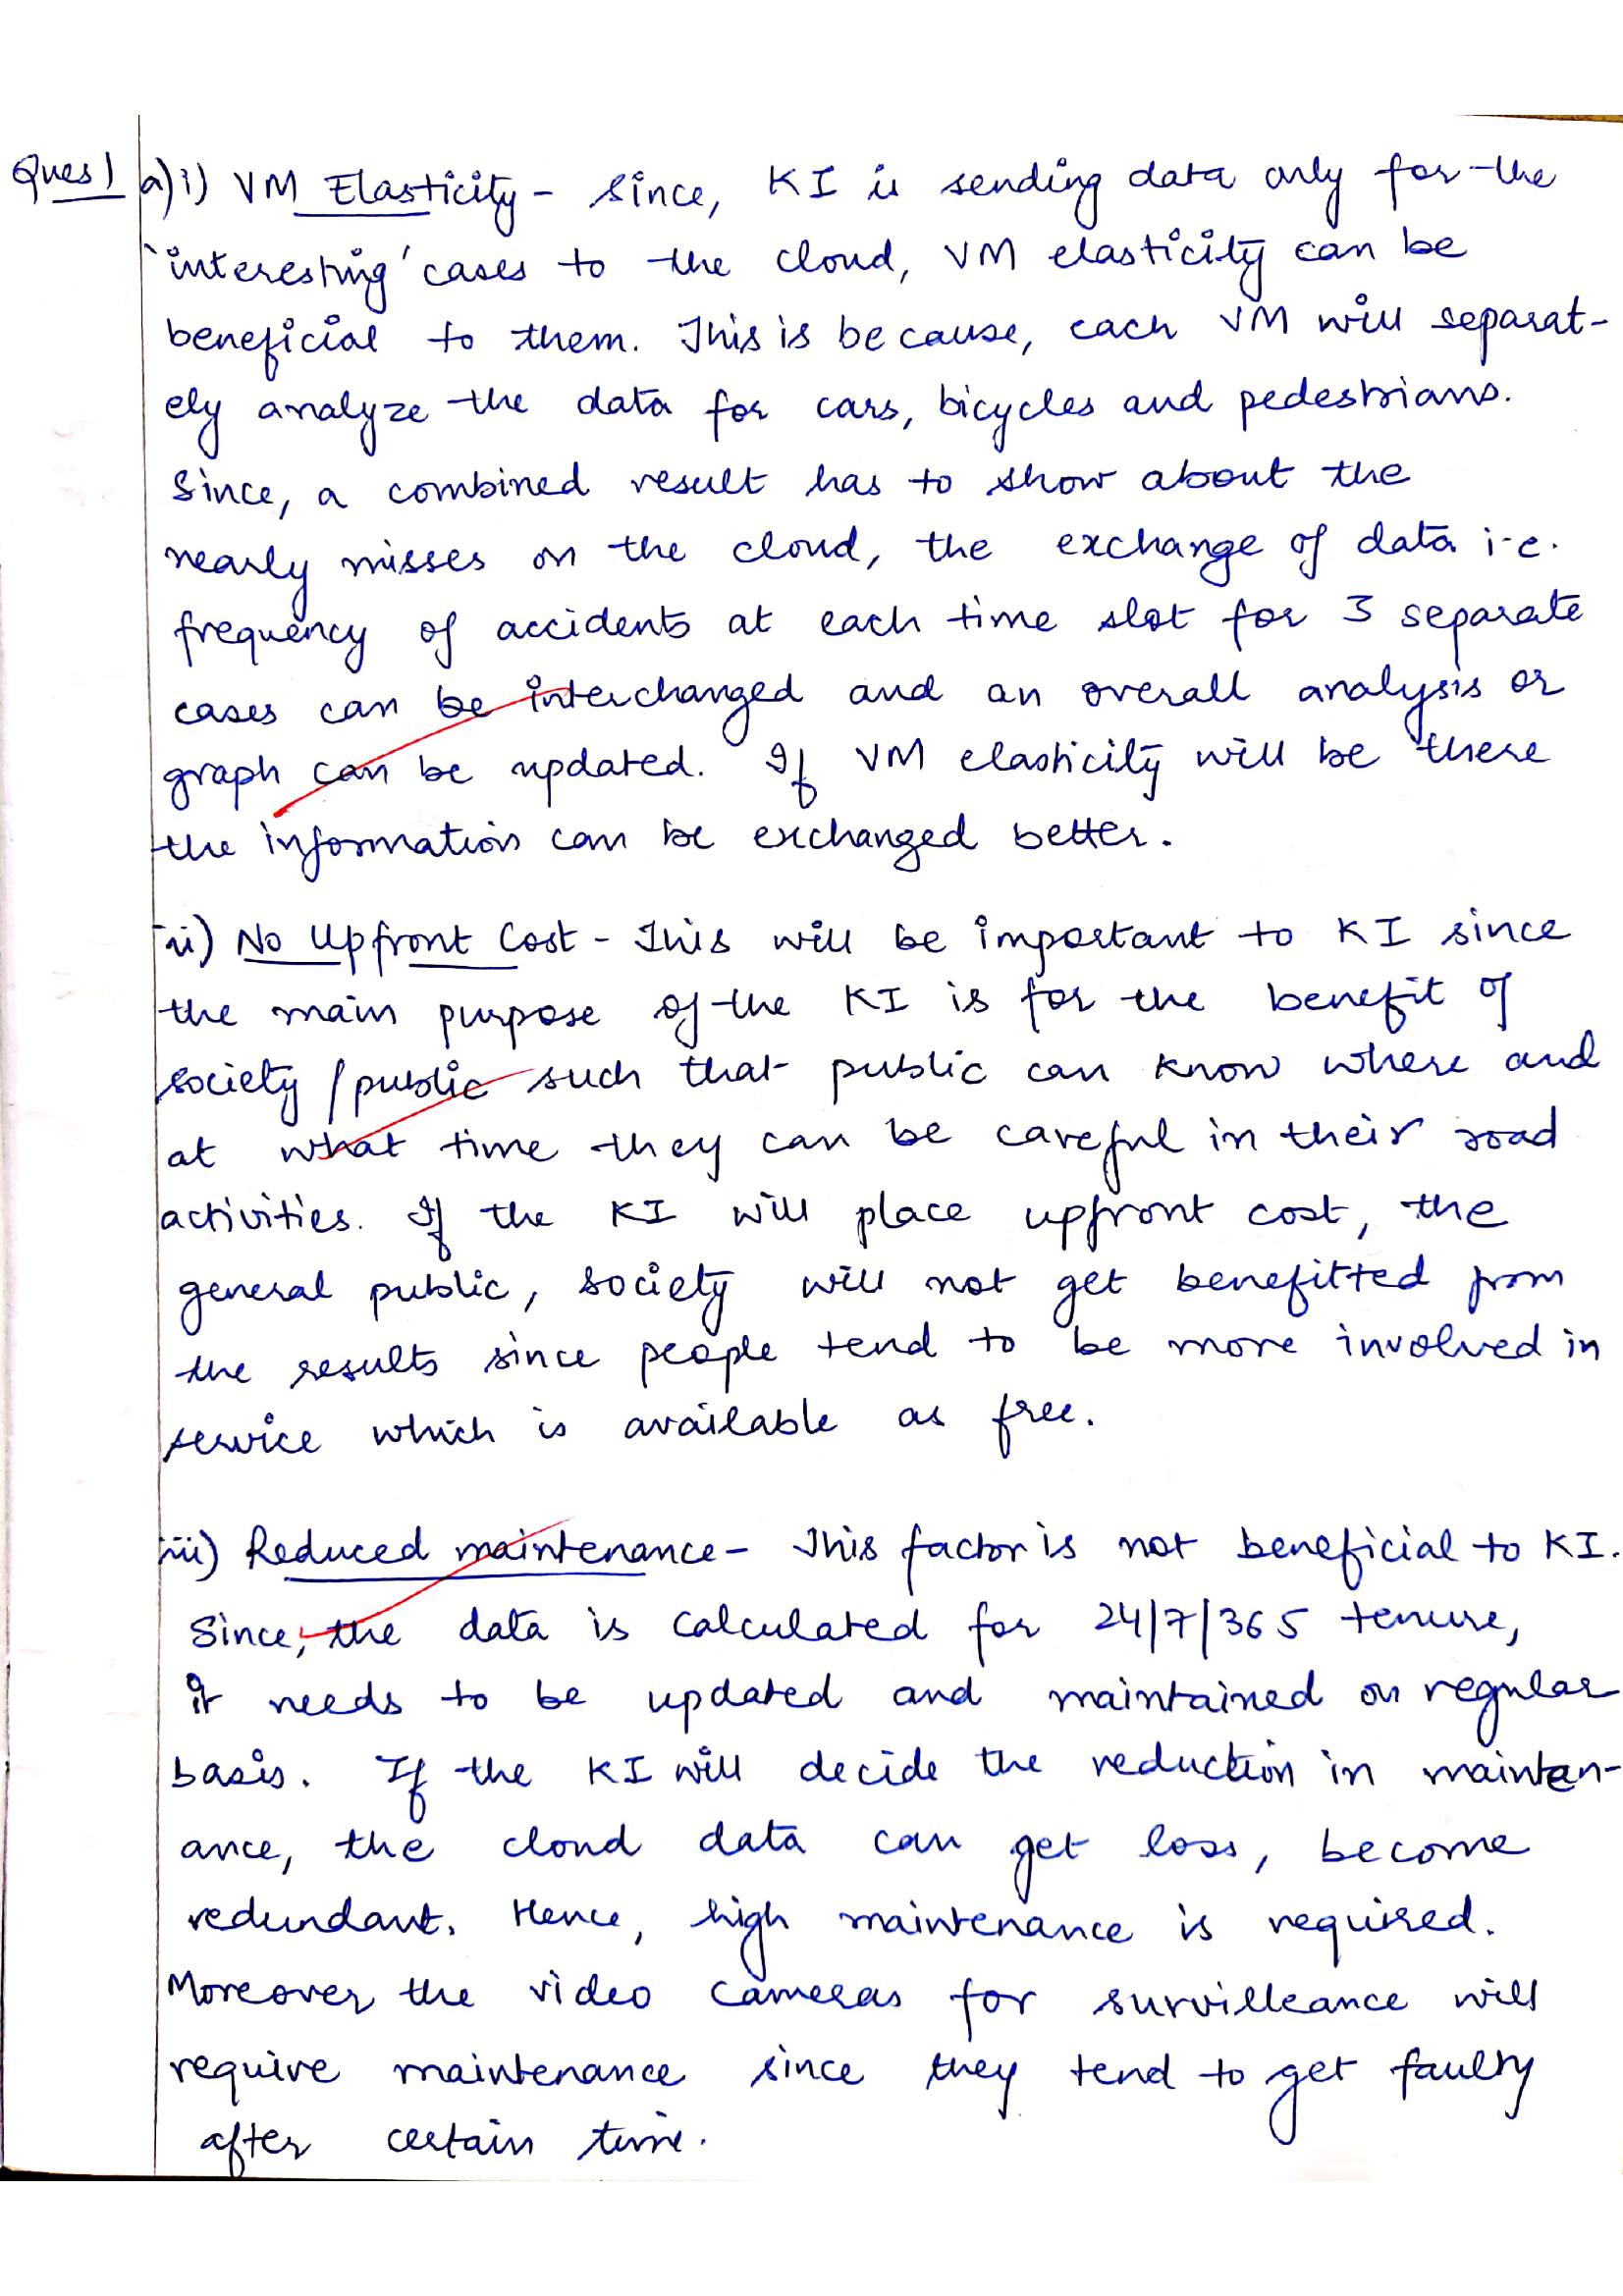 Ques 1 a) i) VM Elasticity - Since, KI is sending data only for the
'interesting' cases to the cloud, VM elasticity can be
beneficial to them. This is because, each VM will separat-
ely analyze the data for cars, bicycles and pedestrians.
Since, a combined result has to show about the
nearly misses on the cloud, the exchange of data i.e.
frequency of accidents at each time slot for 3 separate
cases can be interchanged and an overall analysis or
graph can be updated. If VM elasticity will be there
the information can be exchanged better.
ii) No Upfront Cost - This will be important to KI since
the main purpose of the KI is for the benefit of
society / public such that public can know where and
at what time they can be careful in their road
activities. If the KI will place upfront cost, the
general public, society will not get benefitted from
the results since people tend to be more involved in
service which is available as free.
iii) Reduced maintenance - This factor is not beneficial to KI.
Since, the data is calculated for 24/7/365 tenure,
it needs to be updated and maintained on regular
basis. If the KI will decide the reduction in mainten-
ance, the cloud data can get loss, become
redundant. Hence, high maintenance is required.
Moreover the video cameras for survilleance will
require maintenance since they tend to get faulty
after certain time.